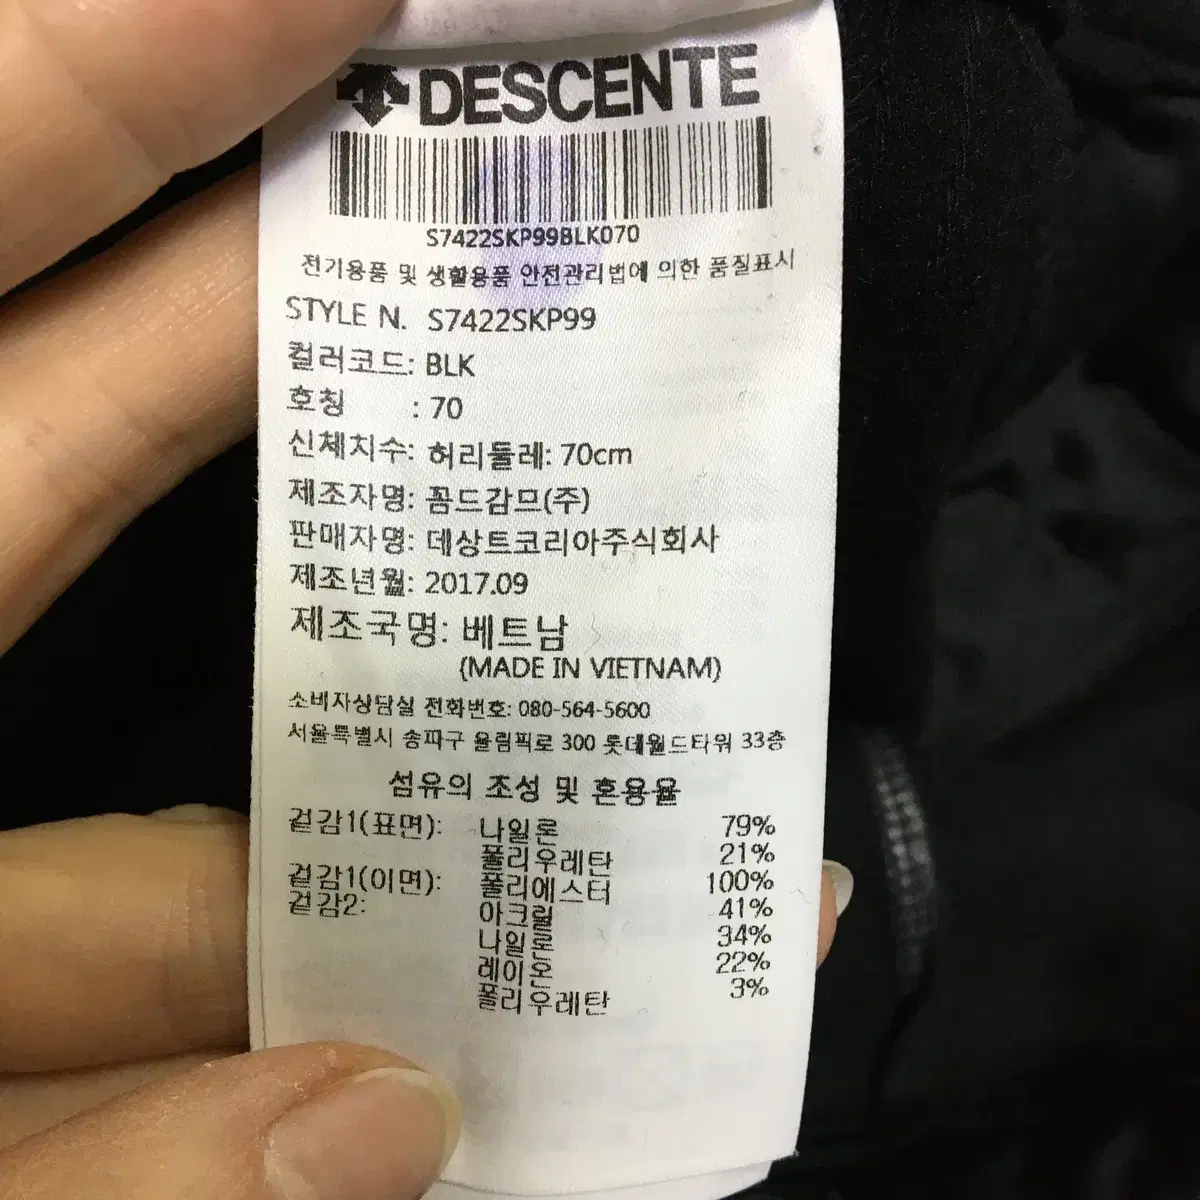 DESCENTE
S7422SKP99BLK070
전기용품 및 생활용품 안전관리법에 의한 품질표시
STYLE N. S7422SKP99
컬러코드: BLK
호칭 : 70
신체치수: 허리둘레: 70cm
제조자명: 꼼드감므(주)
판매자명: 데상트코리아주식회사
제조년월: 2017.09
제조국명: 베트남
(MADE IN VIETNAM)
소비자상담실 전화번호: 080-564-5600
서울특별시 송파구 올림픽로 300 롯데월드타워 33층
섬유의 조성 및 혼용율
겉감1(표면): 나일론 79%
폴리우레탄 21%
겉감1(이면): 폴리에스터 100%
겉감2: 아크릴 41%
나일론 34%
레이온 22%
폴리우레탄 3%